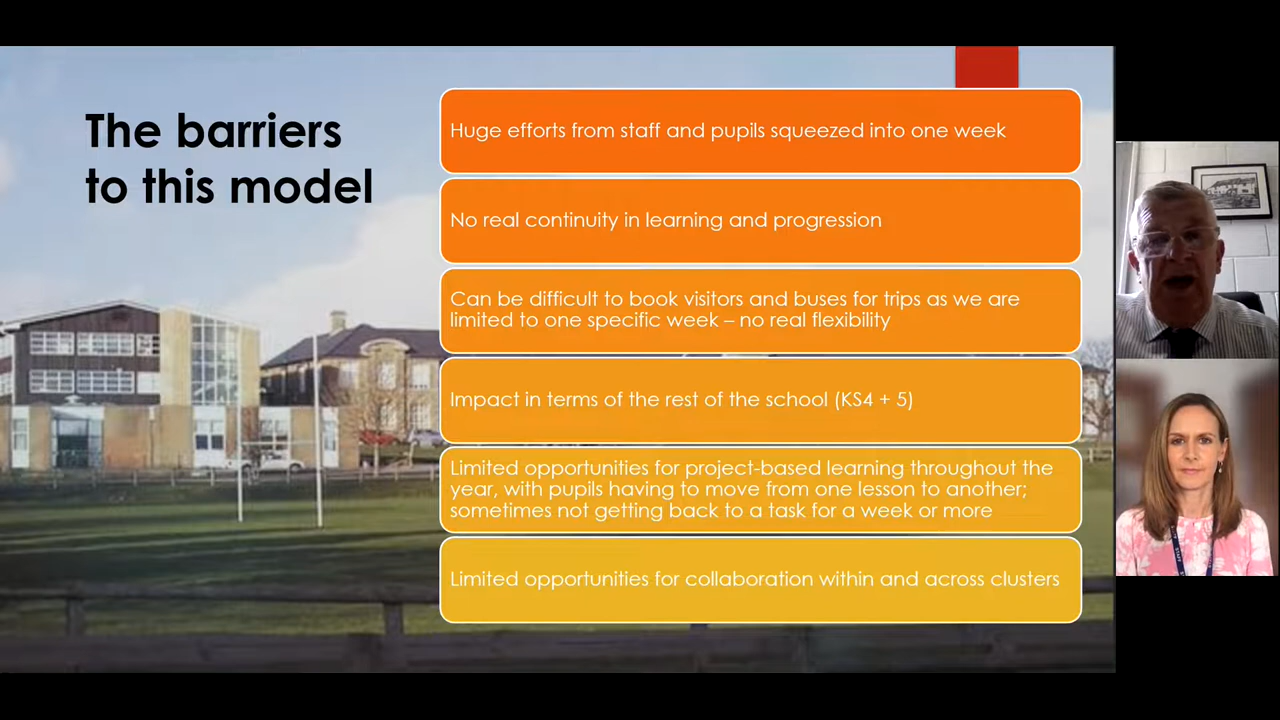 The barriers
to this model
Huge efforts from staff and pupils squeezed into one week
No real continuity in learning and progression
Can be difficult to book visitors and buses for trips as we are
limited to one specific week – no real flexibility
Impact in terms of the rest of the school (KS4 + 5)
Limited opportunities for project-based learning throughout the
year, with pupils having to move from one lesson to another;
sometimes not getting back to a task for a week or more
Limited opportunities for collaboration within and across clusters